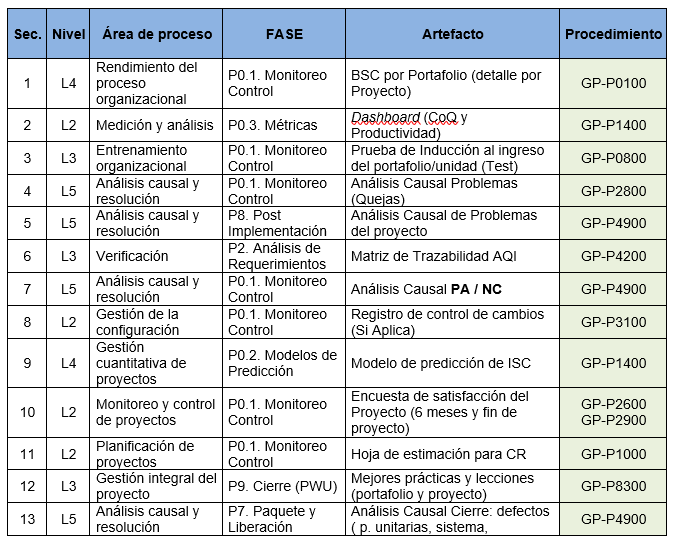 Sec. Nivel Área de proceso FASE Artefacto Procedimiento
1 L4 Rendimiento del proceso organizacional P0.1. Monitoreo Control BSC por Portafolio (detalle por Proyecto) GP-P0100
2 L2 Medición y análisis P0.3. Métricas Dashboard (CoQ y Productividad) GP-P1400
3 L3 Entrenamiento organizacional P0.1. Monitoreo Control Prueba de Inducción al ingreso del portafolio/unidad (Test) GP-P0800
4 L5 Análisis causal y resolución P0.1. Monitoreo Control Análisis Causal Problemas (Quejas) GP-P2800
5 L5 Análisis causal y resolución P8. Post Implementación Análisis Causal de Problemas del proyecto GP-P4900
6 L3 Verificación P2. Análisis de Requerimientos Matriz de Trazabilidad AQI GP-P4200
7 L5 Análisis causal y resolución P0.1. Monitoreo Control Análisis Causal PA / NC GP-P4900
8 L2 Gestión de la configuración P0.1. Monitoreo Control Registro de control de cambios (Si Aplica) GP-P3100
9 L4 Gestión cuantitativa de proyectos P0.2. Modelos de Predicción Modelo de predicción de ISC GP-P1400
10 L2 Monitoreo y control de proyectos P0.1. Monitoreo Control Encuesta de satisfacción del Proyecto (6 meses y fin de proyecto) GP-P2600 GP-P2900
11 L2 Planificación de proyectos P0.1. Monitoreo Control Hoja de estimación para CR GP-P1000
12 L3 Gestión integral del proyecto P9. Cierre (PWU) Mejores prácticas y lecciones (portafolio y proyecto) GP-P8300
13 L5 Análisis causal y resolución P7. Paquete y Liberación Análisis Causal Cierre: defectos ( p. unitarias, sistema, GP-P4900